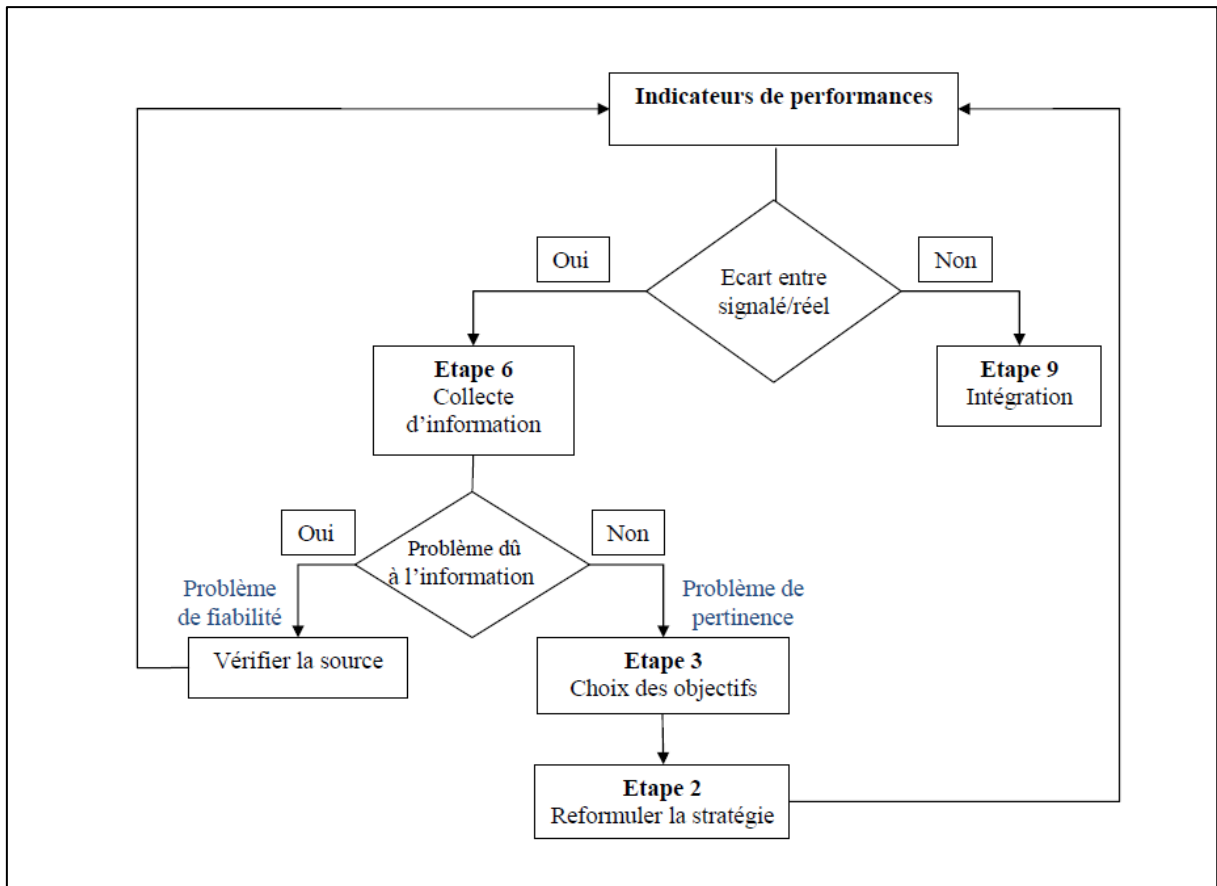 Indicateurs de performances
Oui
Non
Ecart entre
signalé/réel
Etape 6
Collecte
d’information
Etape 9
Intégration
Oui
Non
Problème dû
à l’information
Problème
de fiabilité
Problème de
pertinence
Vérifier la source
Etape 3
Choix des objectifs
Etape 2
Reformuler la stratégie